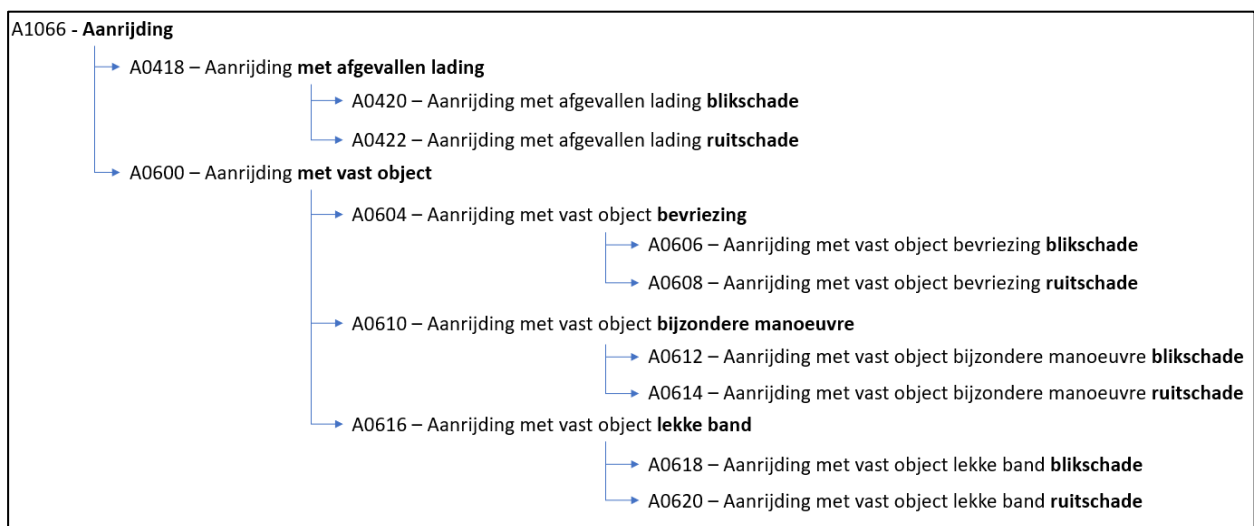 A1066 - Aanrijding
A0418 – Aanrijding met afgevallen lading
A0420 – Aanrijding met afgevallen lading blikschade
A0422 – Aanrijding met afgevallen lading ruitschade
A0600 – Aanrijding met vast object
A0604 – Aanrijding met vast object bevriezing
A0606 – Aanrijding met vast object bevriezing blikschade
A0608 – Aanrijding met vast object bevriezing ruitschade
A0610 – Aanrijding met vast object bijzondere manoeuvre
A0612 – Aanrijding met vast object bijzondere manoeuvre blikschade
A0614 – Aanrijding met vast object bijzondere manoeuvre ruitschade
A0616 – Aanrijding met vast object lekke band
A0618 – Aanrijding met vast object lekke band blikschade
A0620 – Aanrijding met vast object lekke band ruitschade